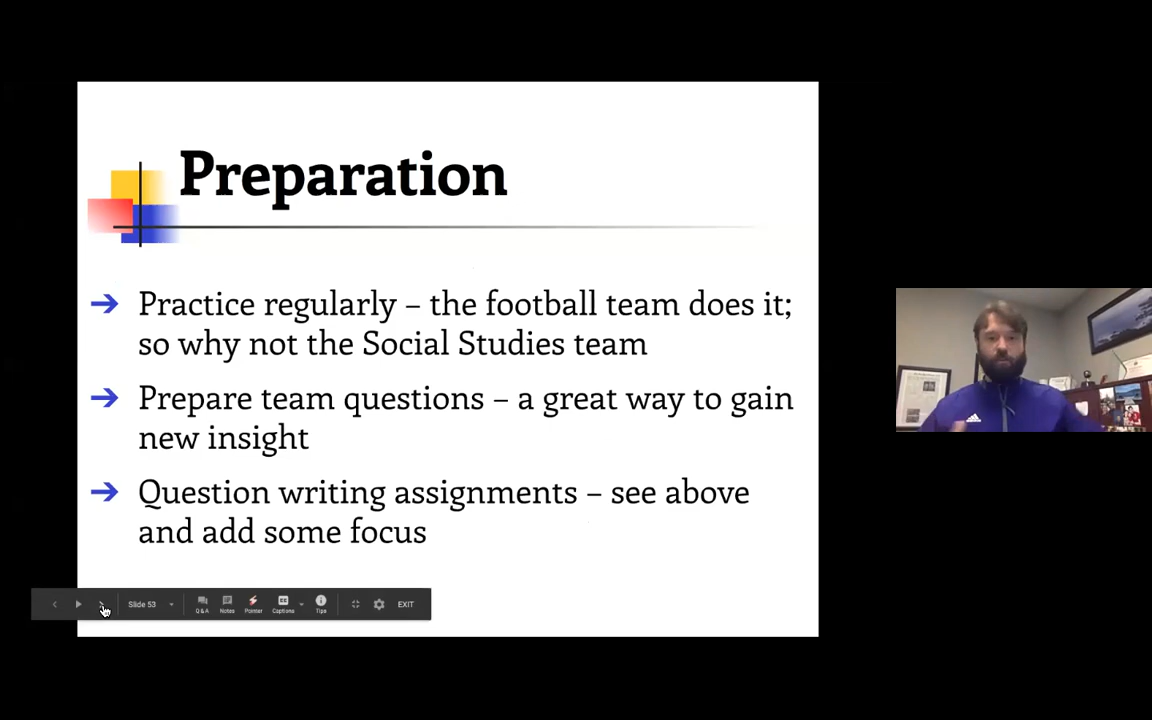 Preparation
Practice regularly – the football team does it;
so why not the Social Studies team
Prepare team questions – a great way to gain
new insight
Question writing assignments – see above
and add some focus
Slide 53
Q&A
Notes
Pointer
Captions
Tips
EXIT